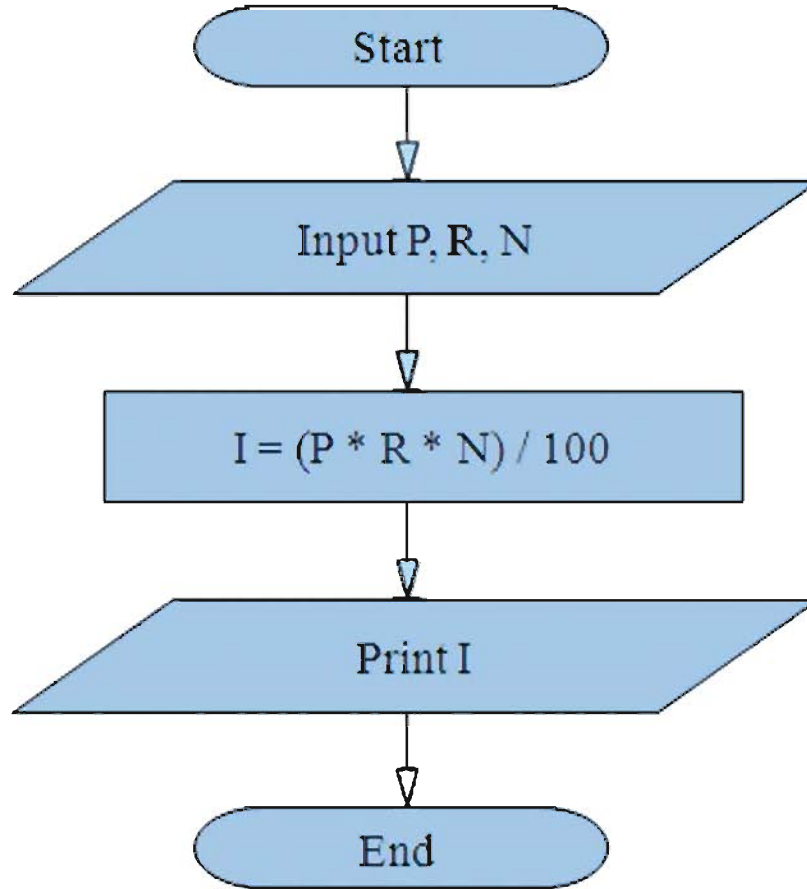 Start
Input P, R, N
I = (P * R * N) / 100
Print I
End